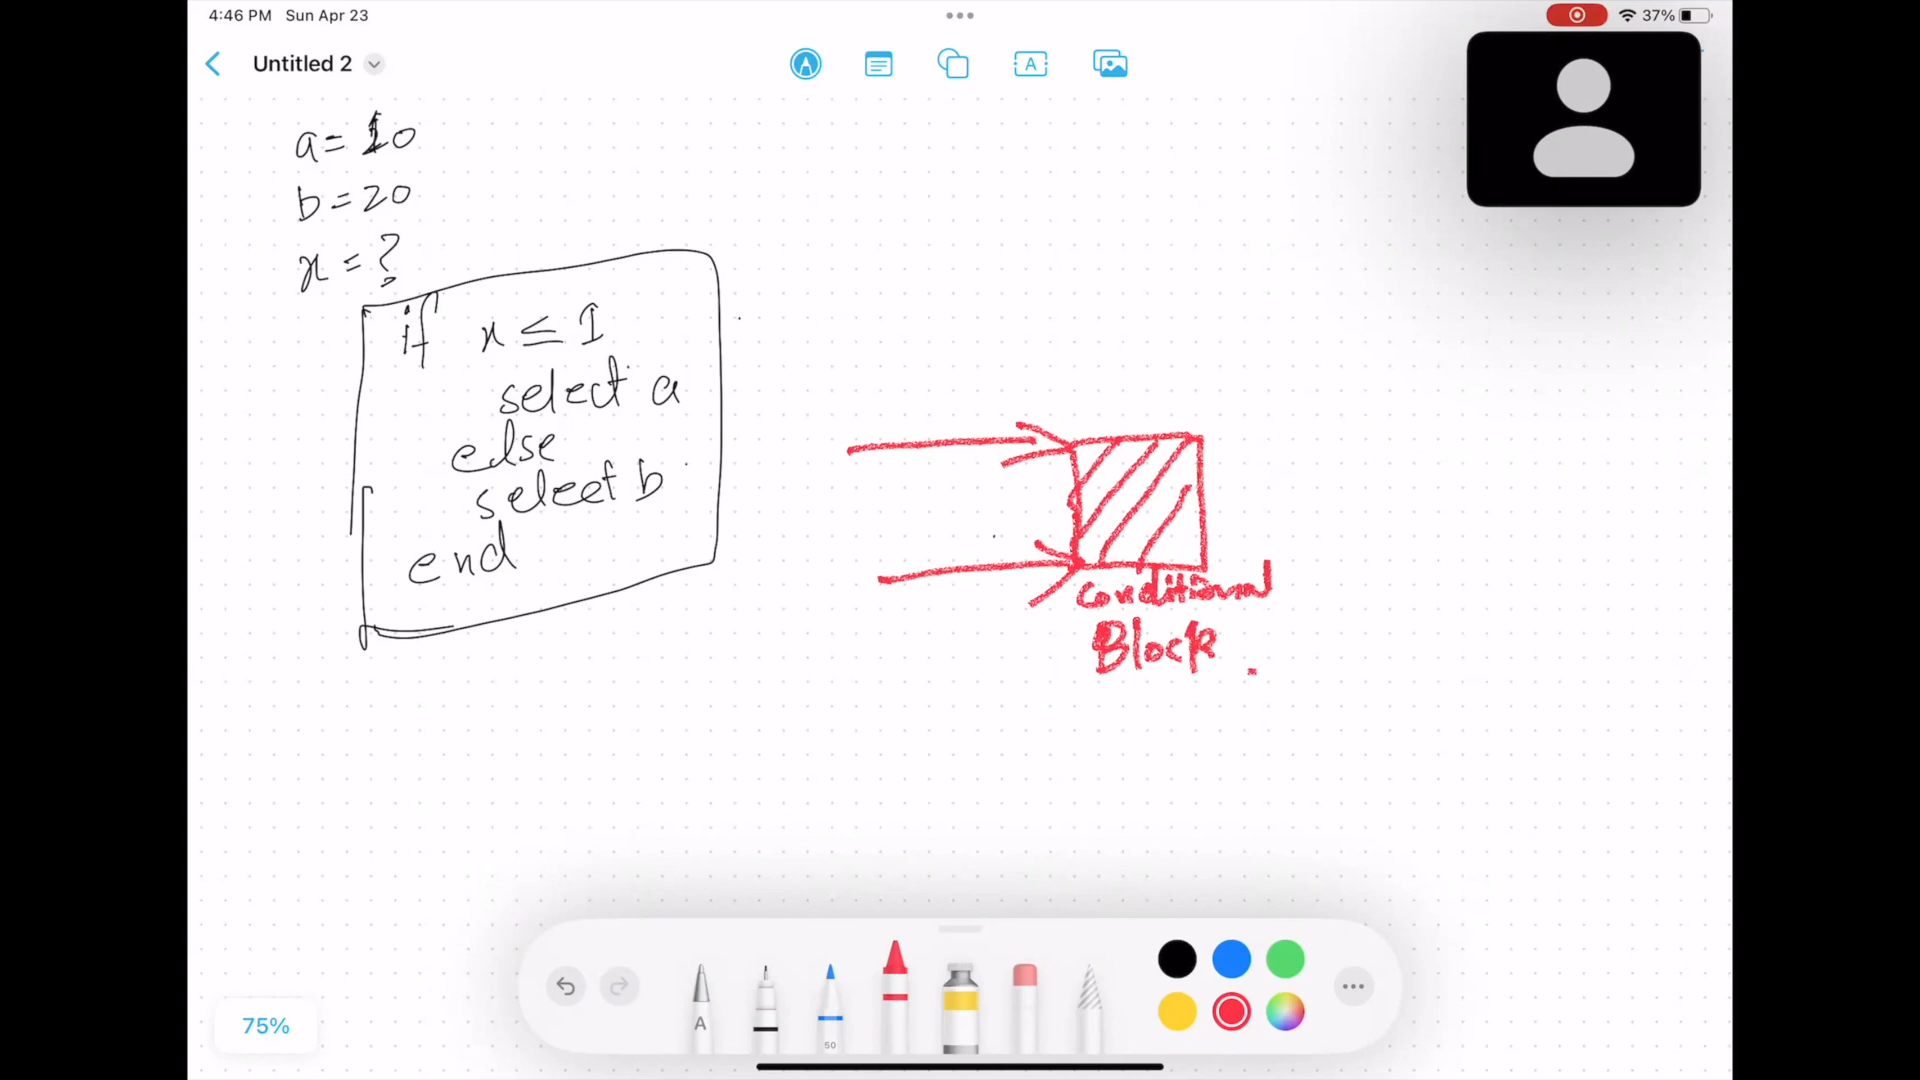 4:46 PM Sun Apr 23
37%
Untitled 2
A
a = 10
b = 20
x = ?
if x ≤ 1
select a
else
select b
end
Conditional
Block
A
50
75%